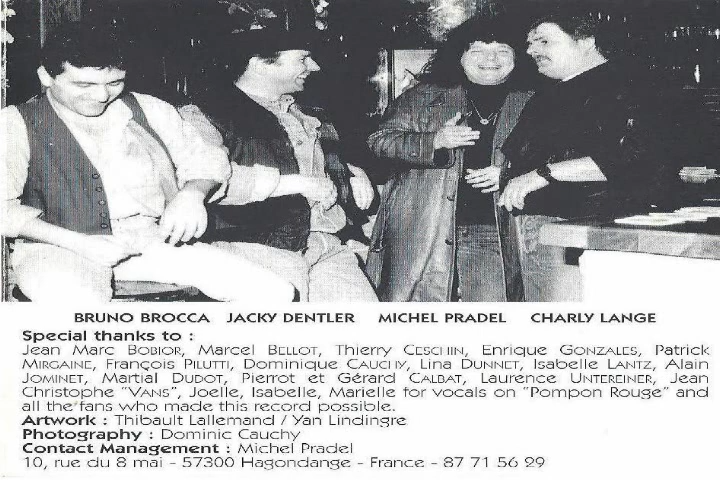 BRUNO BROCCA JACKY DENTLER MICHEL PRADEL CHARLY LANGE
Special thanks to :
Jean Marc BOBIOR, Marcel BELLOT, Thierry CESCHIN, Enrique GONZALES, Patrick
MIRGAINE, François PILUTTI, Dominique CAUCHY, Lina DUNNET, Isabelle LANTZ, Alain
JOMINET, Martial DUDOT, Pierrot et Gérard CALBAT, Laurence UNTEREINER, Jean
Christophe "VANS", Joelle, Isabelle, Marielle for vocals on "Pompon Rouge" and
all the fans who made this record possible.
Artwork : Thibault Lallemand / Yan Lindingre
Photography : Dominic Cauchy
Contact Management : Michel Pradel
10, rue du 8 mai - 57300 Hagondange - France - 87 71 56 29